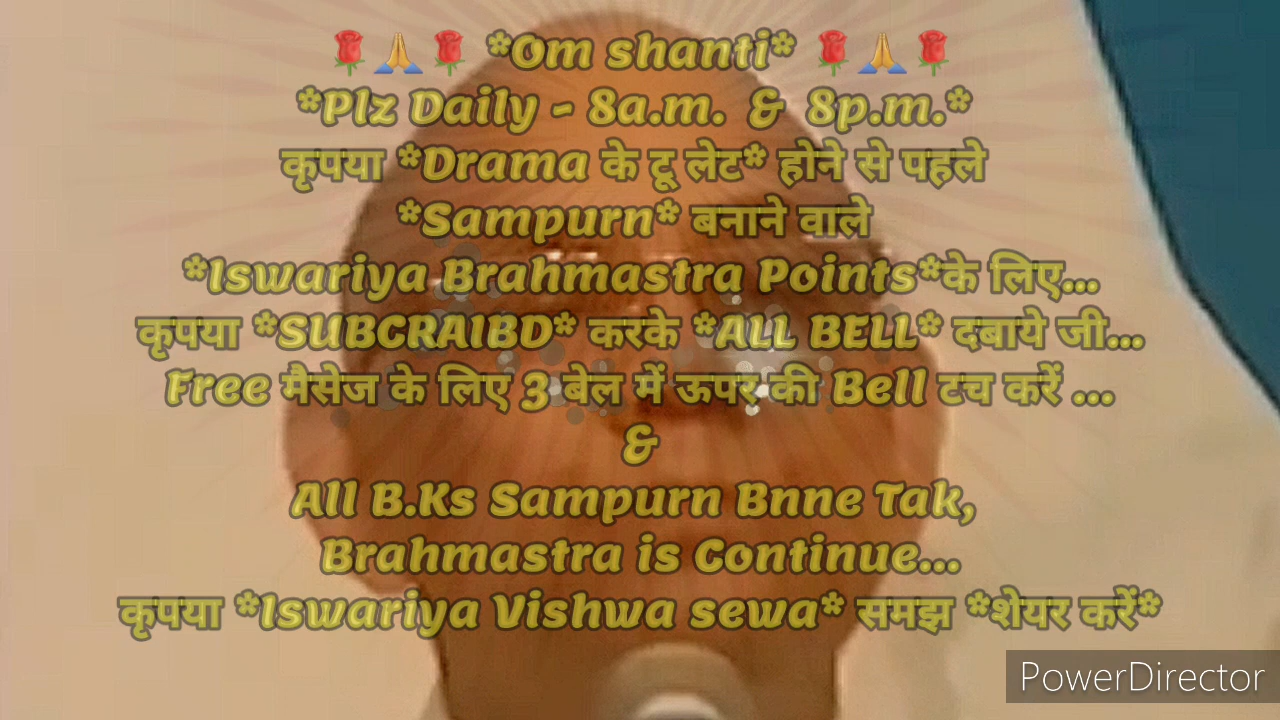 🌹🙏🌹 *Om shanti* 🌹🙏🌹
*Plz Daily - 8a.m. & 8p.m.*
कृपया *Drama के टू लेट* होने से पहले
*Sampurn* बनाने वाले
*Iswariya Brahmastra Points*के लिए...
कृपया *SUBCRAIBD* करके *ALL BELL* दबाये जी...
Free मैसेज के लिए 3 बेल में ऊपर की Bell टच करें ...
&
All B.Ks Sampurn Bnne Tak,
Brahmastra is Continue...
कृपया *Iswariya Vishwa sewa* समझ *शेयर करें*
PowerDirector